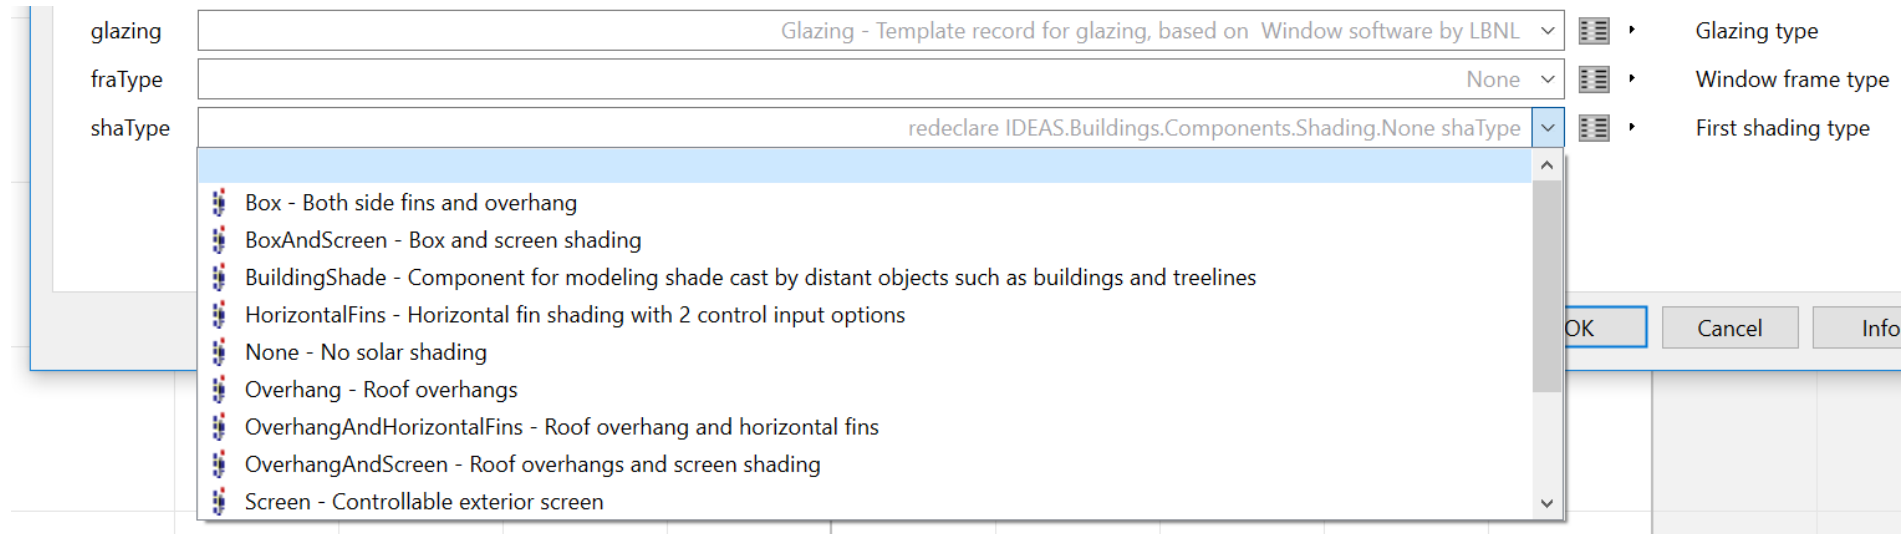 glazing Glazing - Template record for glazing, based on  Window software by LBNL Glazing type
fraType None Window frame type
shaType redeclare IDEAS.Buildings.Components.Shading.None shaType First shading type
Box - Both side fins and overhang
BoxAndScreen - Box and screen shading
BuildingShade - Component for modeling shade cast by distant objects such as buildings and treelines
HorizontalFins - Horizontal fin shading with 2 control input options
OK Cancel Info
None - No solar shading
Overhang - Roof overhangs
OverhangAndHorizontalFins - Roof overhang and horizontal fins
OverhangAndScreen - Roof overhangs and screen shading
Screen - Controllable exterior screen